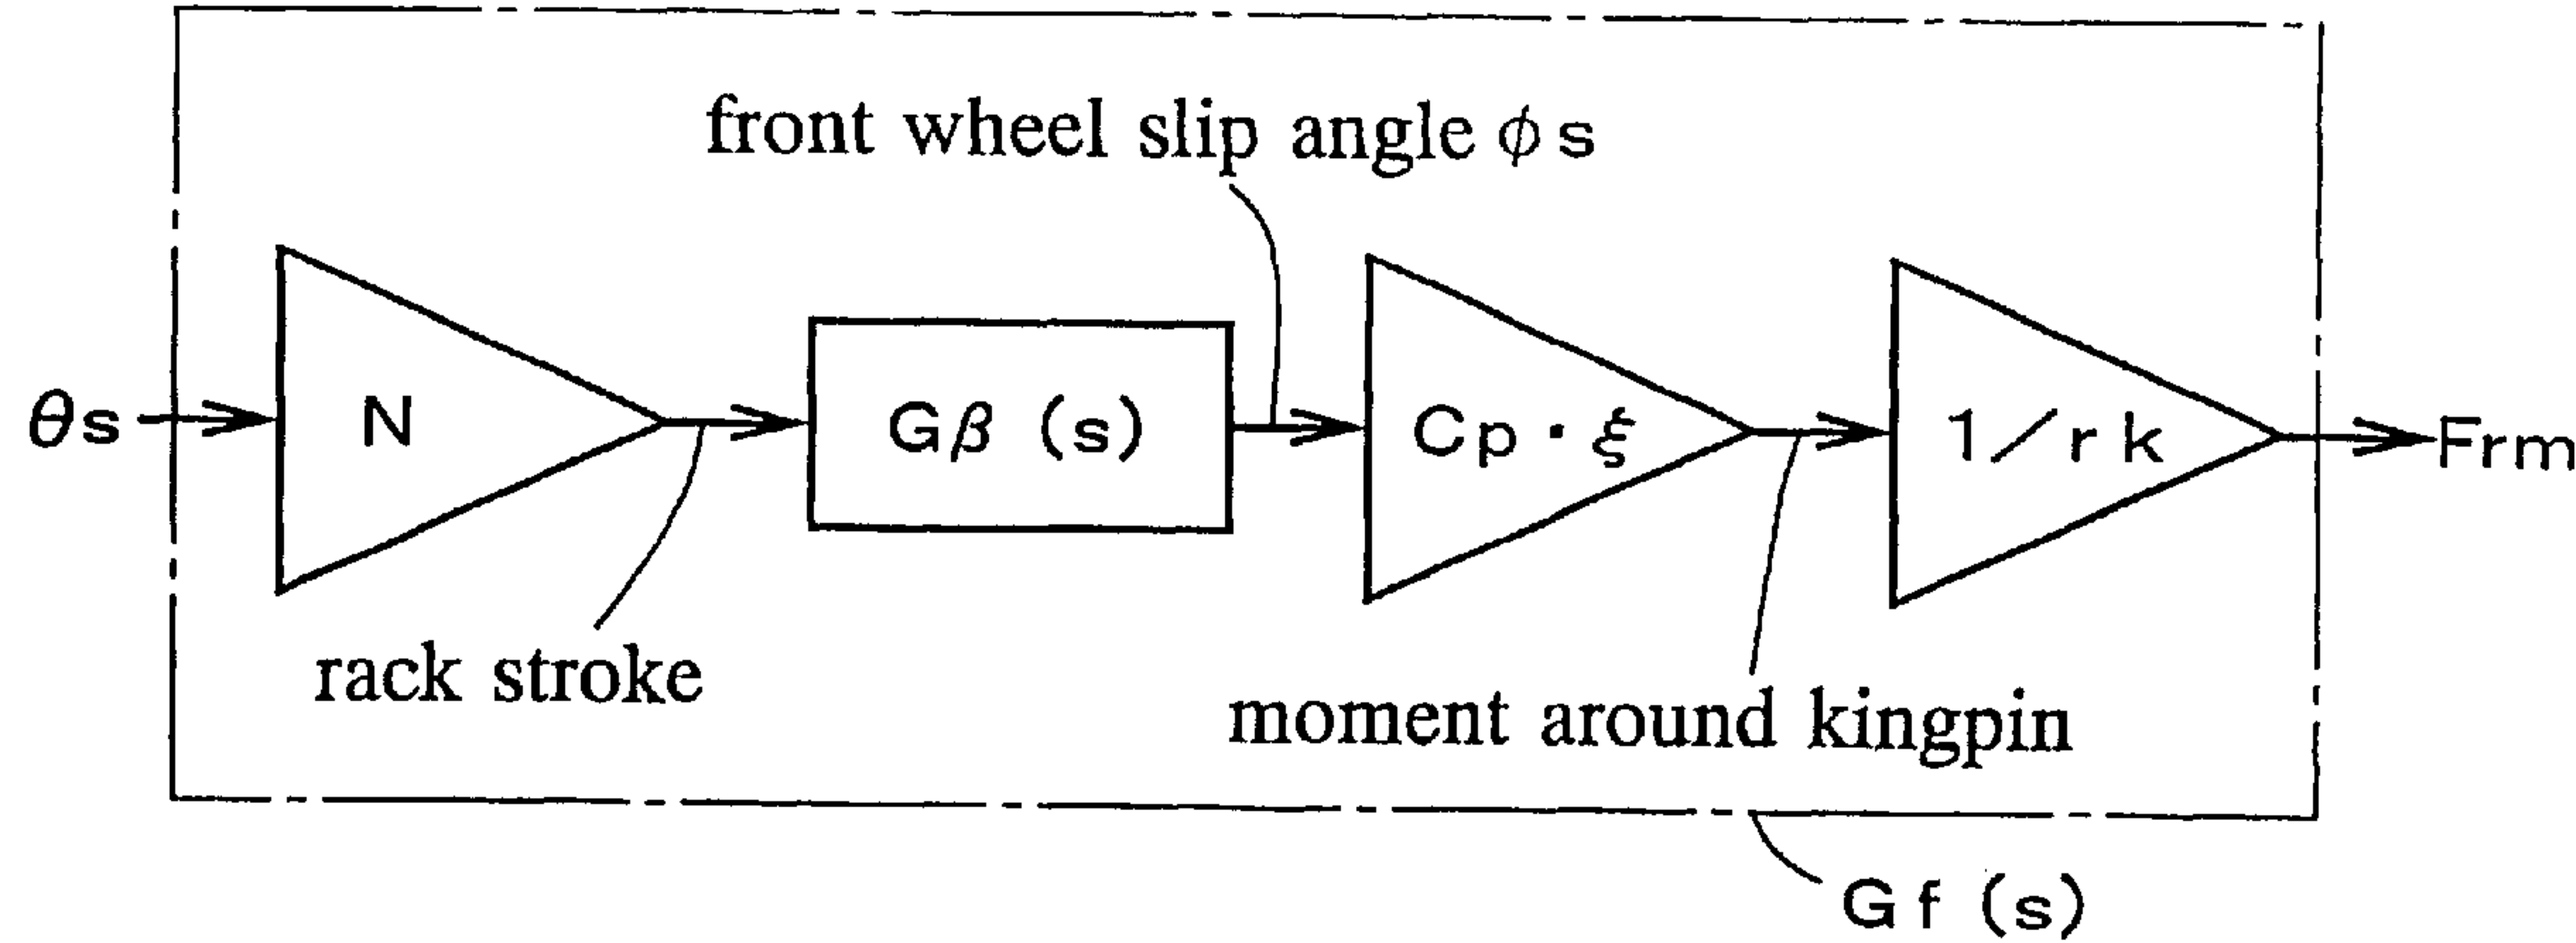 front wheel slip angle ϕs
θs
N
Gβ (s)
Cp・ξ
1/rk
Frm
rack stroke
moment around kingpin
Gf (s)